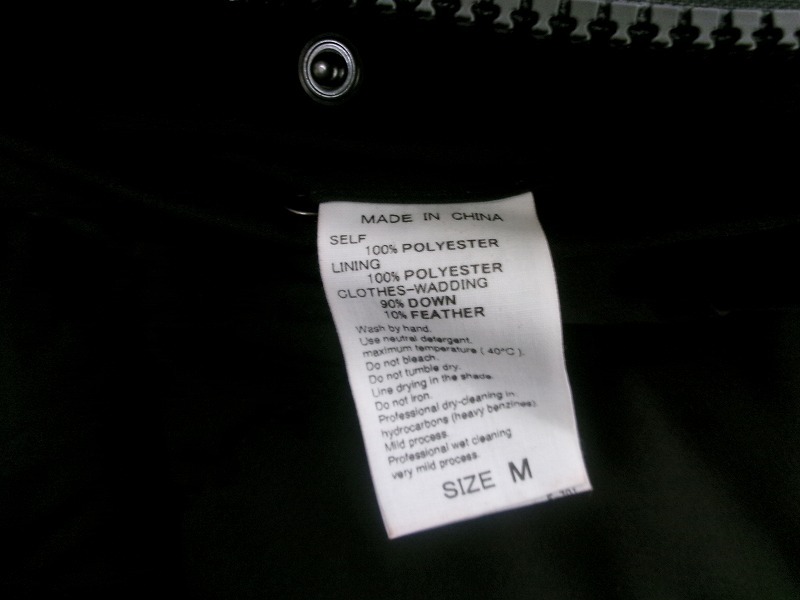 MADE IN CHINA
SELF
100% POLYESTER
LINING
100% POLYESTER
CLOTHES-WADDING
90% DOWN
10% FEATHER
Wash by hand.
Use neutral detergent.
maximum temperature ( 40°C ).
Do not bleach.
Do not tumble dry.
Line drying in the shade.
Do not iron.
Professional dry-cleaning in
hydrocarbons (heavy benzines).
Mild process.
Professional wet cleaning
very mild process.
SIZE M